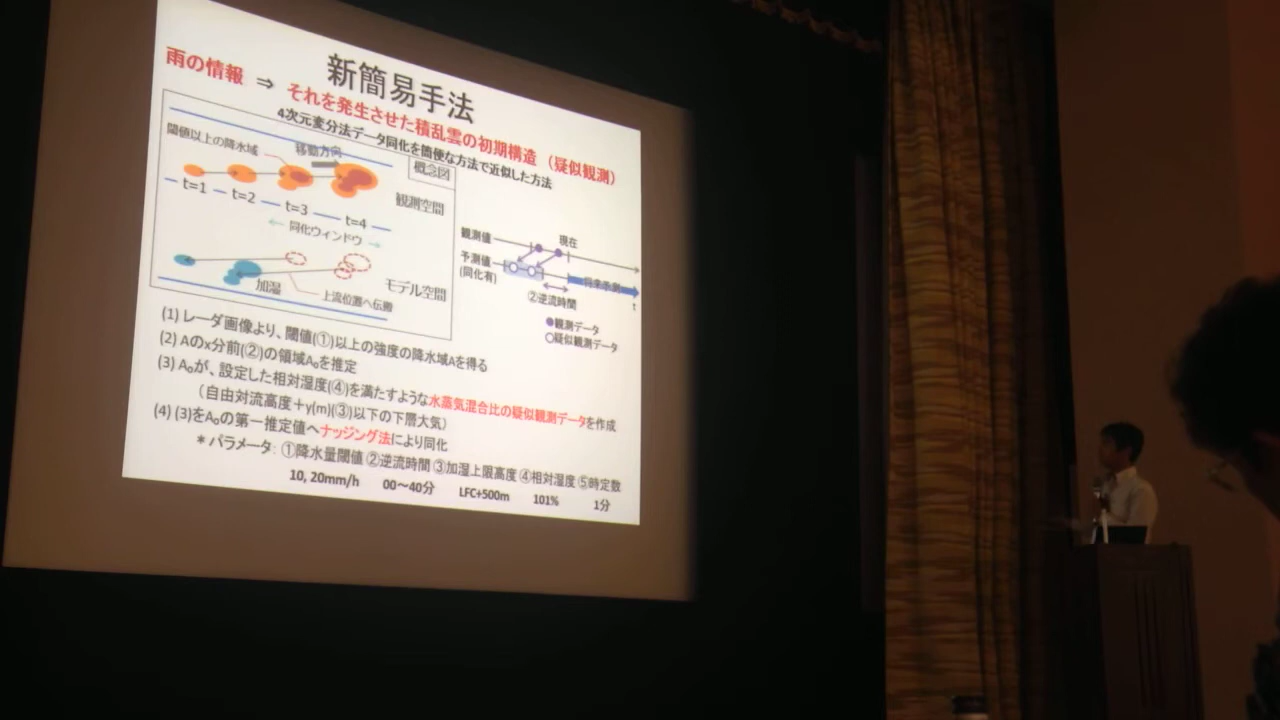 新簡易手法
雨の情報 ⇒ それを発生させた積乱雲の初期構造（疑似観測）
4次元変分法データ同化を簡便な方法で近似した方法
概念図
閾値以上の降水域
移動方向
t=1 t=2 t=3 t=4
観測空間
同化ウィンドウ
加湿
モデル空間
上流位置へ伝搬
観測値
現在
予測値
(同化有)
将来予測
t
②逆流時間
●観測データ
○疑似観測データ
(1) レーダ画像より、閾値(①)以上の強度の降水域Aを得る
(2) Aのx分前(②)の領域A₀を推定
(3) A₀が、設定した相対湿度(④)を満たすような水蒸気混合比の疑似観測データを作成
（自由対流高度＋y(m)(③)以下の下層大気）
(4) (3)をA₀の第一推定値へナッジング法により同化
＊パラメータ: ①降水量閾値 ②逆流時間 ③加湿上限高度 ④相対湿度 ⑤時定数
10, 20mm/h 00～40分 LFC+500m 101% 1分